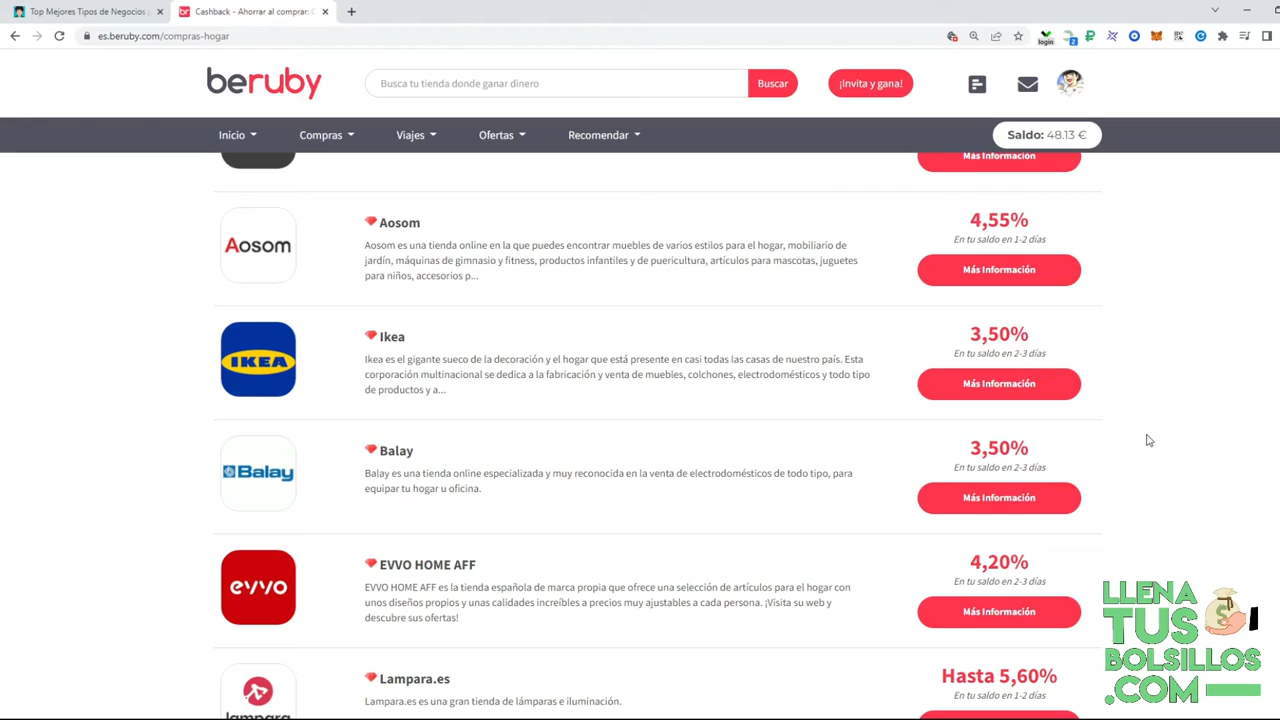 Top Mejores Tipos de Negocios
Cashback - Ahorrar al comprar:
es.beruby.com/compras-hogar
login
2
beruby
Busca tu tienda donde ganar dinero
Buscar
¡Invita y gana!
Inicio
Compras
Viajes
Ofertas
Recomendar
Saldo: 48.13 €
Más Información
Aosom
Aosom
Aosom es una tienda online en la que puedes encontrar muebles de varios estilos para el hogar, mobiliario de
jardín, máquinas de gimnasio y fitness, productos infantiles y de puericultura, artículos para mascotas, juguetes
para niños, accesorios p...
4,55%
En tu saldo en 1-2 días
Más Información
IKEA
Ikea
Ikea es el gigante sueco de la decoración y el hogar que está presente en casi todas las casas de nuestro país. Esta
corporación multinacional se dedica a la fabricación y venta de muebles, colchones, electrodomésticos y todo tipo
de productos y a...
3,50%
En tu saldo en 2-3 días
Más Información
Balay
Balay
Balay es una tienda online especializada y muy reconocida en la venta de electrodomésticos de todo tipo, para
equipar tu hogar u oficina.
3,50%
En tu saldo en 2-3 días
Más Información
evvo
EVVO HOME AFF
EVVO HOME AFF es la tienda española de marca propia que ofrece una selección de artículos para el hogar con
unos diseños propios y unas calidades increíbles a precios muy ajustables a cada persona. ¡Visita su web y
descubre sus ofertas!
4,20%
En tu saldo en 2-3 días
Más Información
lampara
Lampara.es
Lampara.es es una gran tienda de lámparas e iluminación.
Hasta 5,60%
En tu saldo en 1-2 días
LLENA
TUS
BOLSILLOS
.COM